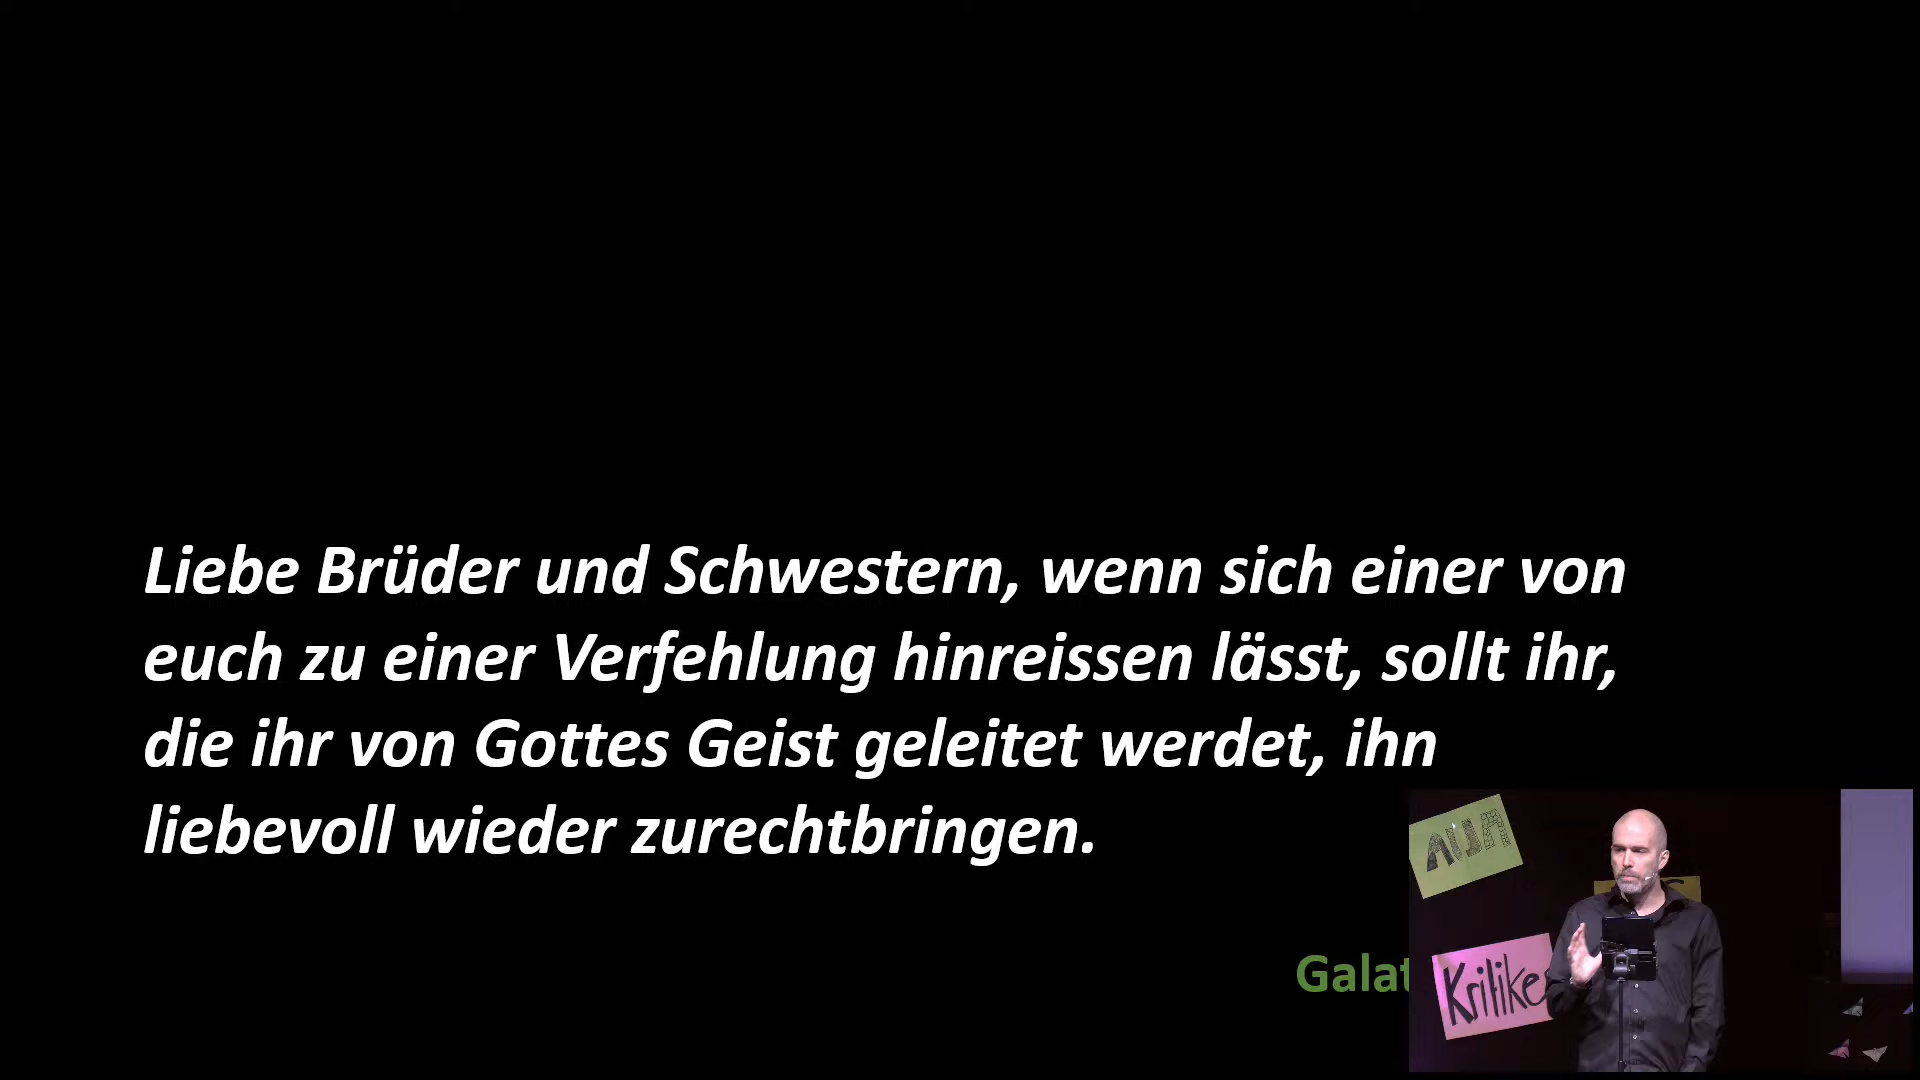 Liebe Brüder und Schwestern, wenn sich einer von
euch zu einer Verfehlung hinreissen lässt, sollt ihr,
die ihr von Gottes Geist geleitet werdet, ihn
liebevoll wieder zurechtbringen.
Galat
Kritike